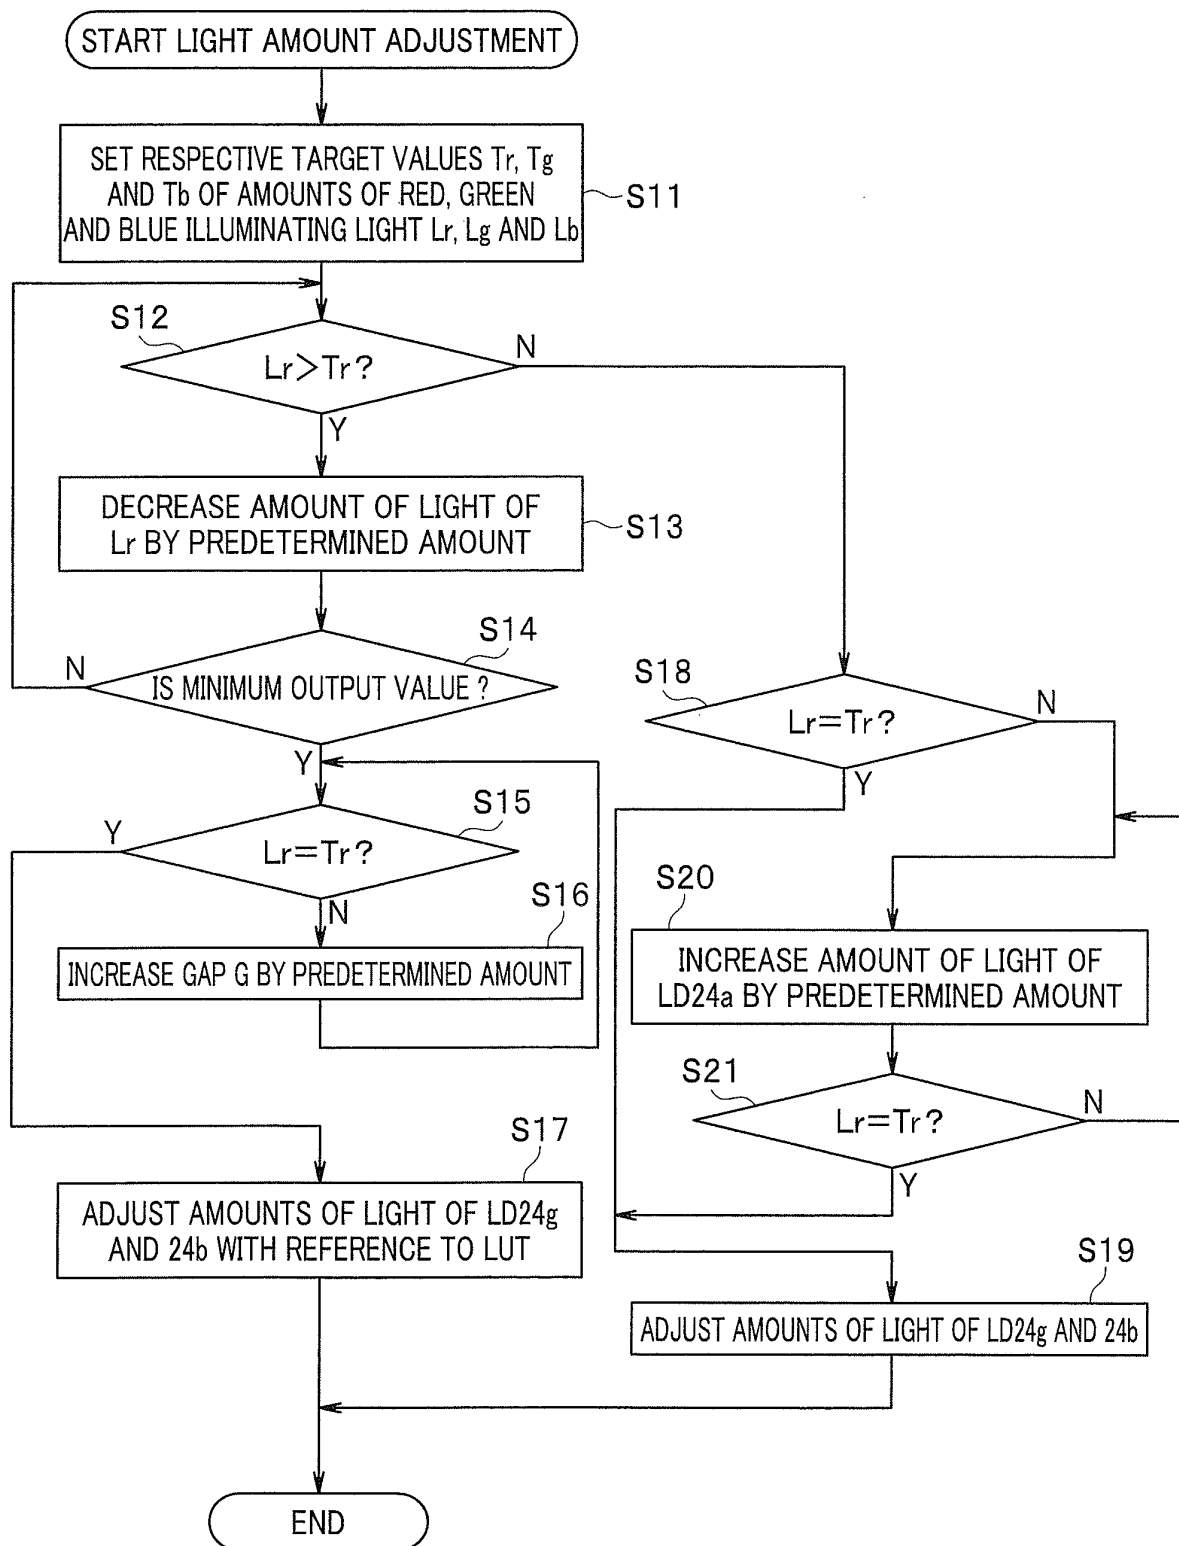 START LIGHT AMOUNT ADJUSTMENT
SET RESPECTIVE TARGET VALUES Tr, Tg
AND Tb OF AMOUNTS OF RED, GREEN
AND BLUE ILLUMINATING LIGHT Lr, Lg AND Lb
S11
S12
Lr>Tr?
N
Y
DECREASE AMOUNT OF LIGHT OF
Lr BY PREDETERMINED AMOUNT
S13
S14
IS MINIMUM OUTPUT VALUE?
N
Y
S15
Lr=Tr?
Y
N
S16
INCREASE GAP G BY PREDETERMINED AMOUNT
S17
ADJUST AMOUNTS OF LIGHT OF LD24g
AND 24b WITH REFERENCE TO LUT
S18
Lr=Tr?
N
Y
S20
INCREASE AMOUNT OF LIGHT OF
LD24a BY PREDETERMINED AMOUNT
S21
Lr=Tr?
N
Y
S19
ADJUST AMOUNTS OF LIGHT OF LD24g AND 24b
END